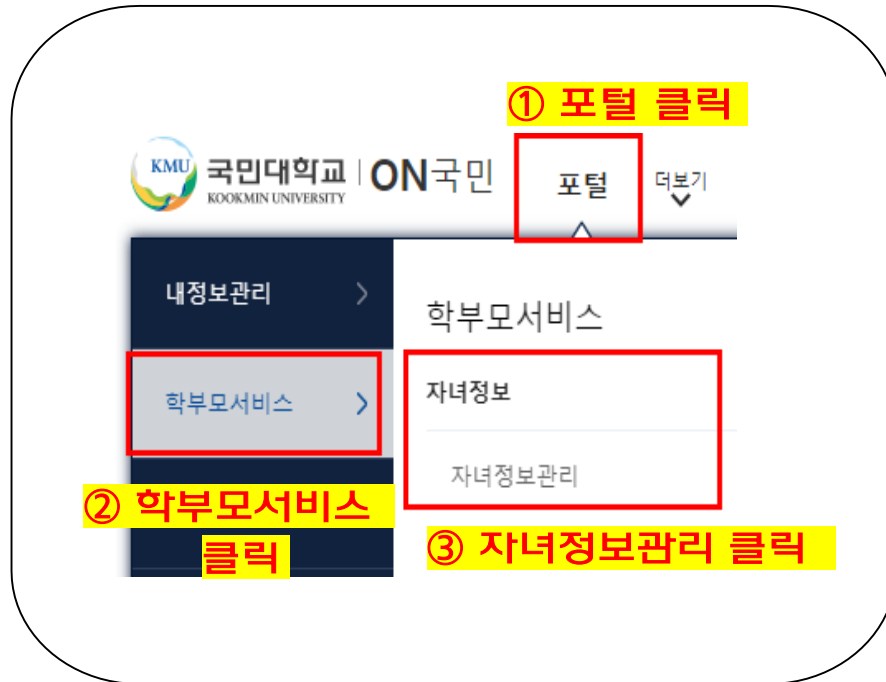 ① 포털 클릭
KMU 국민대학교 ON국민 포털 더보기
KOOKMIN UNIVERSITY
내정보관리
학부모서비스
학부모서비스
자녀정보
자녀정보관리
② 학부모서비스
클릭
③ 자녀정보관리 클릭